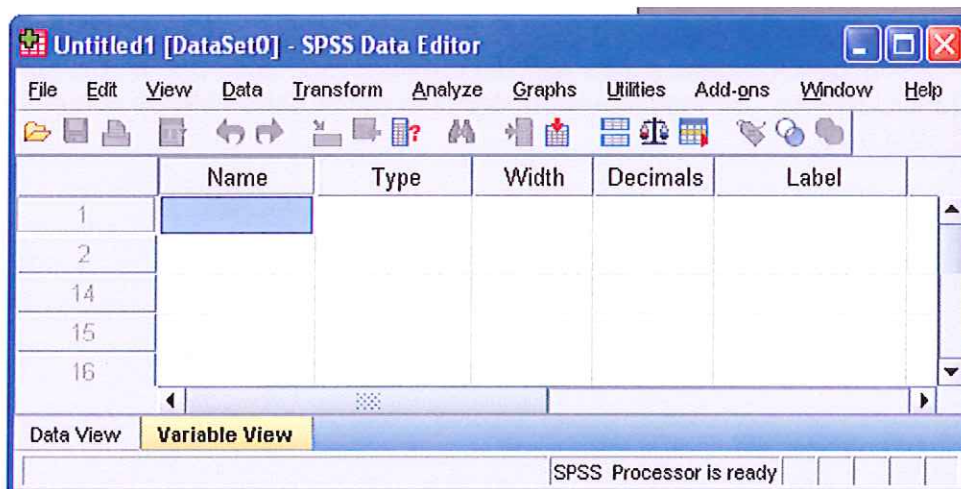 Untitled1 [DataSet0] - SPSS Data Editor
File Edit View Data Transform Analyze Graphs Utilities Add-ons Window Help
Name Type Width Decimals Label
1
2
14
15
16
Data View Variable View
SPSS Processor is ready